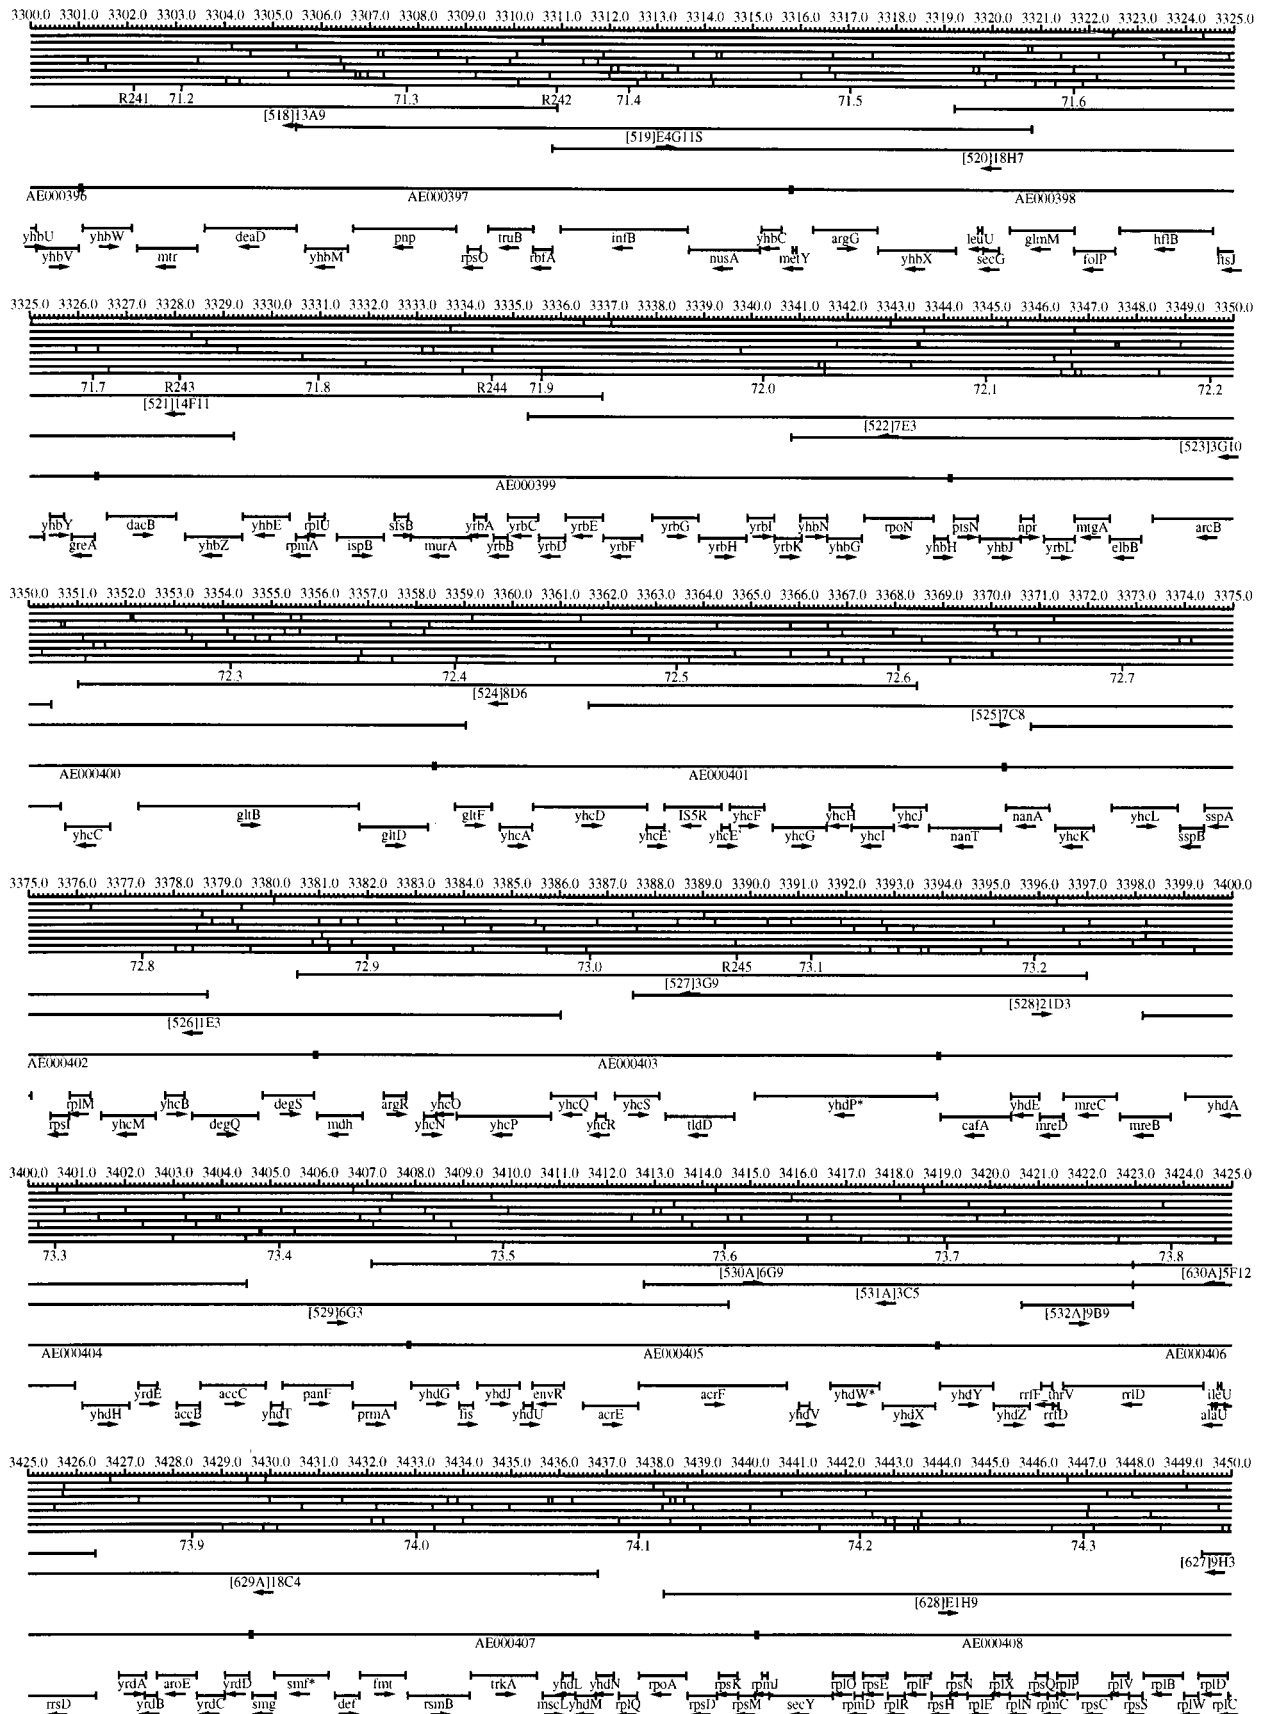 3300.0 3301.0 3302.0 3303.0 3304.0 3305.0 3306.0 3307.0 3308.0 3309.0 3310.0 3311.0 3312.0 3313.0 3314.0 3315.0 3316.0 3317.0 3318.0 3319.0 3320.0 3321.0 3322.0 3323.0 3324.0 3325.0
R241 71.2 71.3 R242 71.4 71.5 71.6
[518]13A9
[519]E4G11S
[520]18H7
AE000396 AE000397 AE000398
yhbU yhbW deaD pnp truB infB yhbC argG leuU glmM hflB
yhbV mtr yhbM rpsO rbfA nusA metY yhbX secG folP ftsJ
3325.0 3326.0 3327.0 3328.0 3329.0 3330.0 3331.0 3332.0 3333.0 3334.0 3335.0 3336.0 3337.0 3338.0 3339.0 3340.0 3341.0 3342.0 3343.0 3344.0 3345.0 3346.0 3347.0 3348.0 3349.0 3350.0
71.7 R243 71.8 R244 71.9 72.0 72.1 72.2
[521]14F11
[522]7E3
[523]3G10
AE000399
yhbY dacB yhbE rplU sfsB yrbA yrbC yrbE yrbG yrbI yhbN rpoN ptsN npr mtgA arcB
greA yhbZ rpmA ispB murA yrbB yrbD yrbF yrbH yrbK yhbG yhbH yhbJ yrbL elbB
3350.0 3351.0 3352.0 3353.0 3354.0 3355.0 3356.0 3357.0 3358.0 3359.0 3360.0 3361.0 3362.0 3363.0 3364.0 3365.0 3366.0 3367.0 3368.0 3369.0 3370.0 3371.0 3372.0 3373.0 3374.0 3375.0
72.3 72.4 72.5 72.6 72.7
[524]8D6
[525]7C8
AE000400 AE000401
gltB gltF yhcD IS5R yhcF yhcH yhcJ nanA yhcL sspA
yhcC gltD yhcA yhcE' yhcE' yhcG yhcI nanT yhcK sspB
3375.0 3376.0 3377.0 3378.0 3379.0 3380.0 3381.0 3382.0 3383.0 3384.0 3385.0 3386.0 3387.0 3388.0 3389.0 3390.0 3391.0 3392.0 3393.0 3394.0 3395.0 3396.0 3397.0 3398.0 3399.0 3400.0
72.8 72.9 73.0 R245 73.1 73.2
[527]3G9
[526]1E3 [528]21D3
AE000402 AE000403
rplM yhcB degS argR yhcO yhcQ yhcS yhdP* yhdE mreC yhdA
rpsI yhcM degQ mdh yhcN yhcP yhcR tldD cafA mreD mreB
3400.0 3401.0 3402.0 3403.0 3404.0 3405.0 3406.0 3407.0 3408.0 3409.0 3410.0 3411.0 3412.0 3413.0 3414.0 3415.0 3416.0 3417.0 3418.0 3419.0 3420.0 3421.0 3422.0 3423.0 3424.0 3425.0
73.3 73.4 73.5 73.6 73.7 73.8
[530A]6G9 [630A]5F12
[531A]3C5
[529]6G3 [532A]9B9
AE000404 AE000405 AE000406
yrdE accC panF yhdG yhdJ envR acrF yhdW* yhdY rrfF thrV rrlD ileU
yhdH accB yhdT prmA fis yhdU acrE yhdV yhdX yhdZ rrfD alaU
3425.0 3426.0 3427.0 3428.0 3429.0 3430.0 3431.0 3432.0 3433.0 3434.0 3435.0 3436.0 3437.0 3438.0 3439.0 3440.0 3441.0 3442.0 3443.0 3444.0 3445.0 3446.0 3447.0 3448.0 3449.0 3450.0
73.9 74.0 74.1 74.2 74.3
[627]9H3
[629A]18C4
[628]E1H9
AE000407 AE000408
yrdA aroE yrdD smf* fmt trkA yhdL yhdN rpoA rpsK rpmJ rplO rpsE rplF rpsN rplX rpsQ rplP rplV rplB rplD
rrsD yrdB yrdC smg def rsmB mscL yhdM rplQ rpsD rpsM secY rpmD rplR rpsH rplE rplN rpmC rpsC rpsS rplW rplC